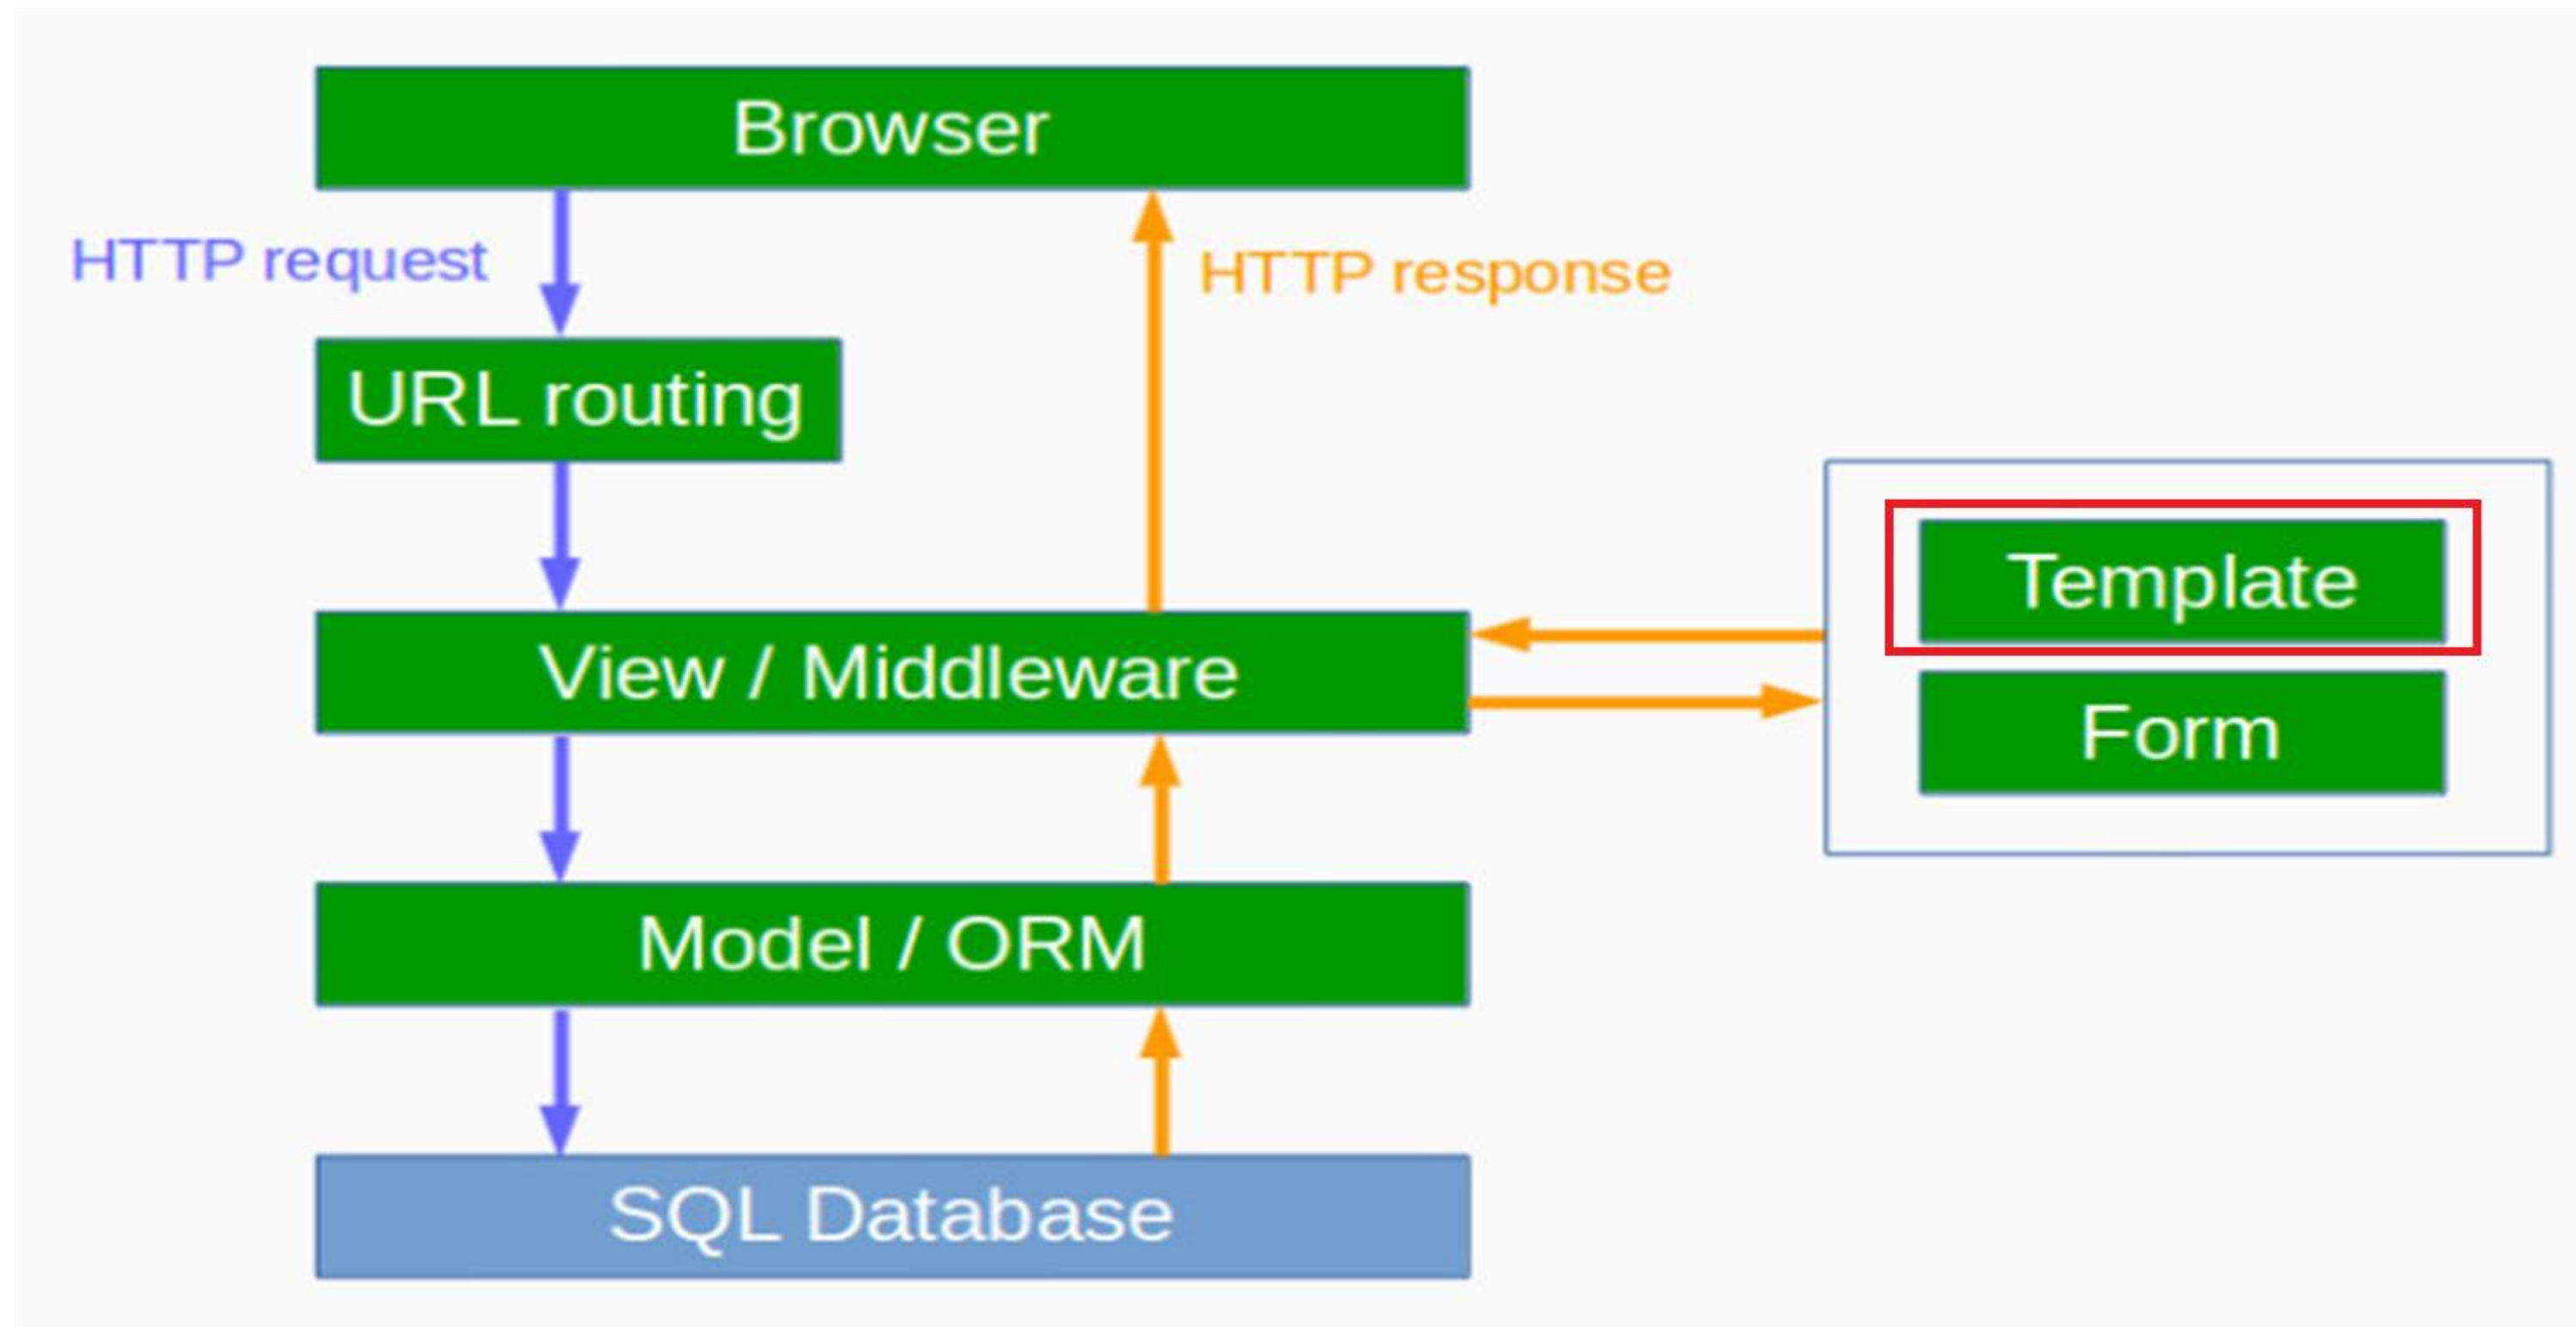 Browser
HTTP request
HTTP response
URL routing
Template
View / Middleware
Form
Model / ORM
SQL Database